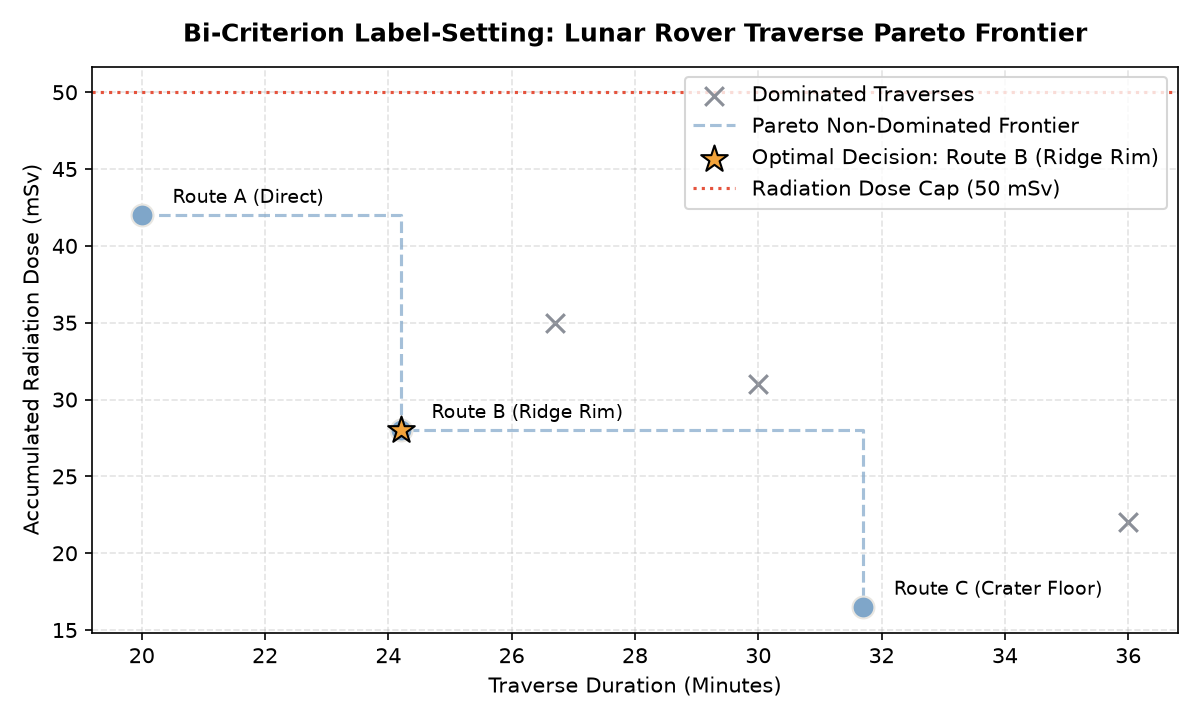 Bi-Criterion Label-Setting: Lunar Rover Traverse Pareto Frontier
Accumulated Radiation Dose (mSv)
50
45
40
35
30
25
20
15
Dominated Traverses
Pareto Non-Dominated Frontier
Optimal Decision: Route B (Ridge Rim)
Radiation Dose Cap (50 mSv)
Route A (Direct)
Route B (Ridge Rim)
Route C (Crater Floor)
20 22 24 26 28 30 32 34 36
Traverse Duration (Minutes)